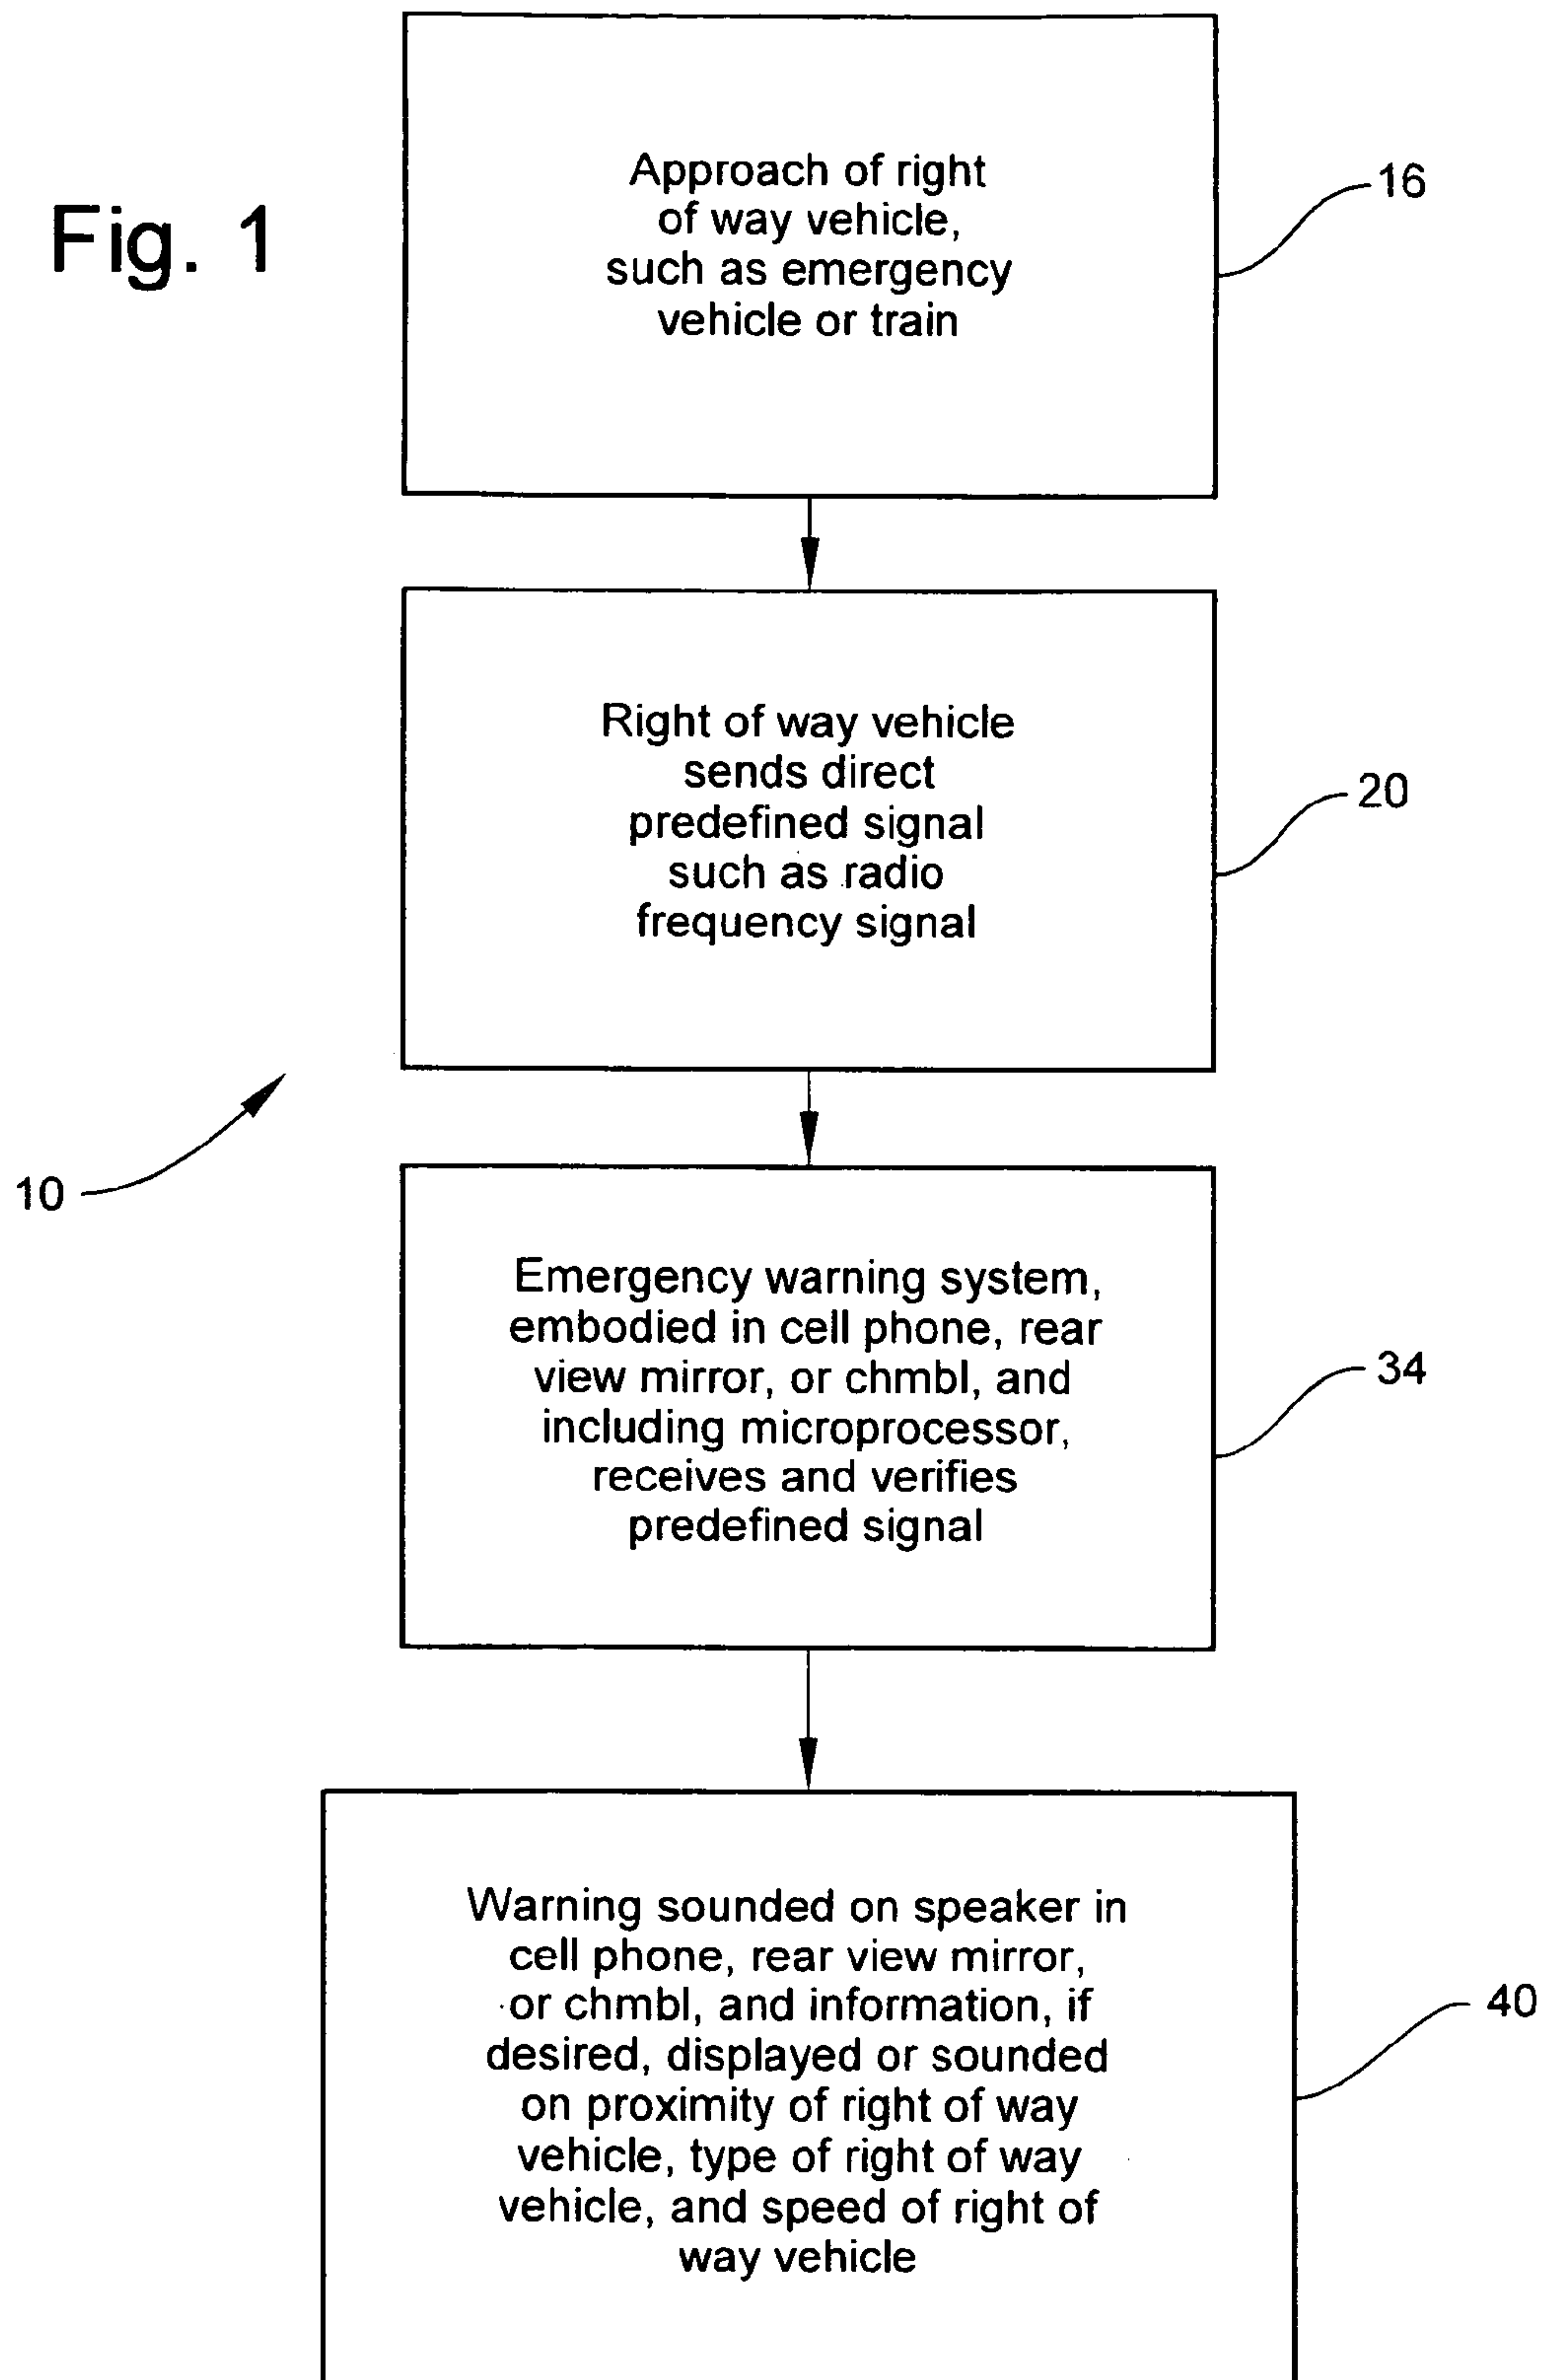 Fig. 1
Approach of right
of way vehicle,
such as emergency
vehicle or train
16
Right of way vehicle
sends direct
predefined signal
such as radio
frequency signal
20
10
Emergency warning system,
embodied in cell phone, rear
view mirror, or chmbl, and
including microprocessor,
receives and verifies
predefined signal
34
Warning sounded on speaker in
cell phone, rear view mirror,
or chmbl, and information, if
desired, displayed or sounded
on proximity of right of way
vehicle, type of right of way
vehicle, and speed of right of
way vehicle
40